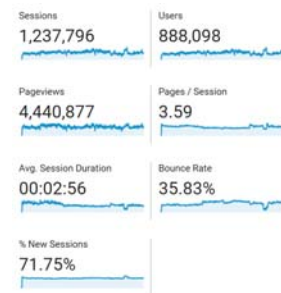 Sessions
1,237,796
Users
888,098
Pageviews
4,440,877
Pages / Session
3.59
Avg. Session Duration
00:02:56
Bounce Rate
35.83%
% New Sessions
71.75%